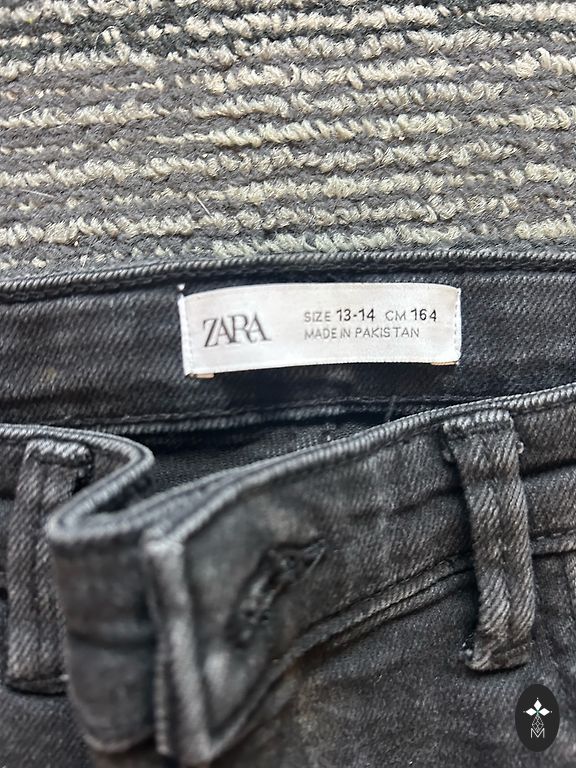 ZARA
SIZE 13-14 CM 164
MADE IN PAKISTAN
M